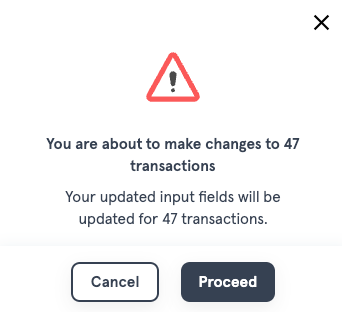 You are about to make changes to 47
transactions
Your updated input fields will be
updated for 47 transactions.
Cancel
Proceed